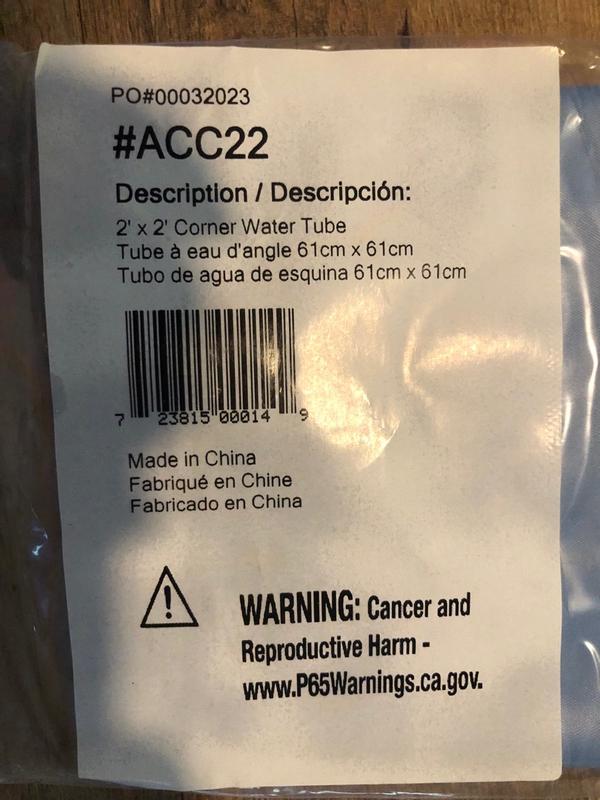 PO#00032023
#ACC22
Description / Descripción:
2' x 2' Corner Water Tube
Tube à eau d'angle 61cm x 61cm
Tubo de agua de esquina 61cm x 61cm
7 23815 00014 9
Made in China
Fabriqué en Chine
Fabricado en China
WARNING: Cancer and
Reproductive Harm -
www.P65Warnings.ca.gov.